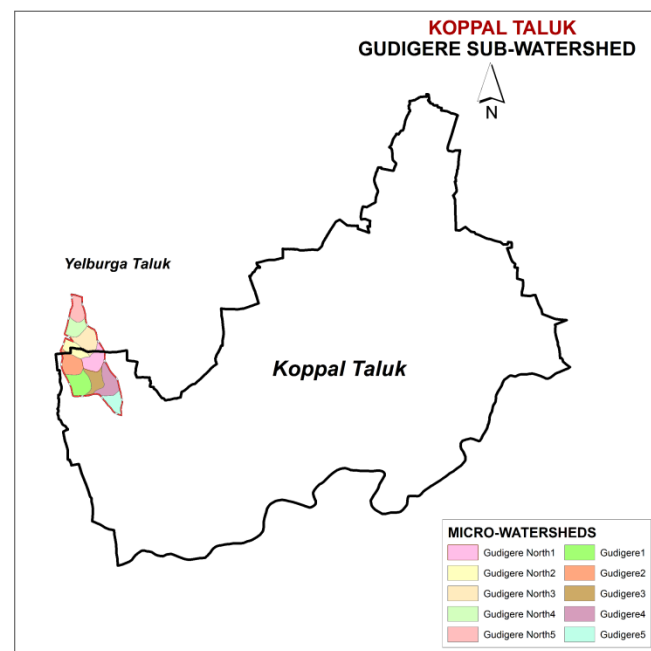 KOPPAL TALUK
GUDIGERE SUB-WATERSHED
N
Yelburga Taluk
Koppal Taluk
MICRO-WATERSHEDS
Gudigere North1
Gudigere North2
Gudigere North3
Gudigere North4
Gudigere North5
Gudigere1
Gudigere2
Gudigere3
Gudigere4
Gudigere5